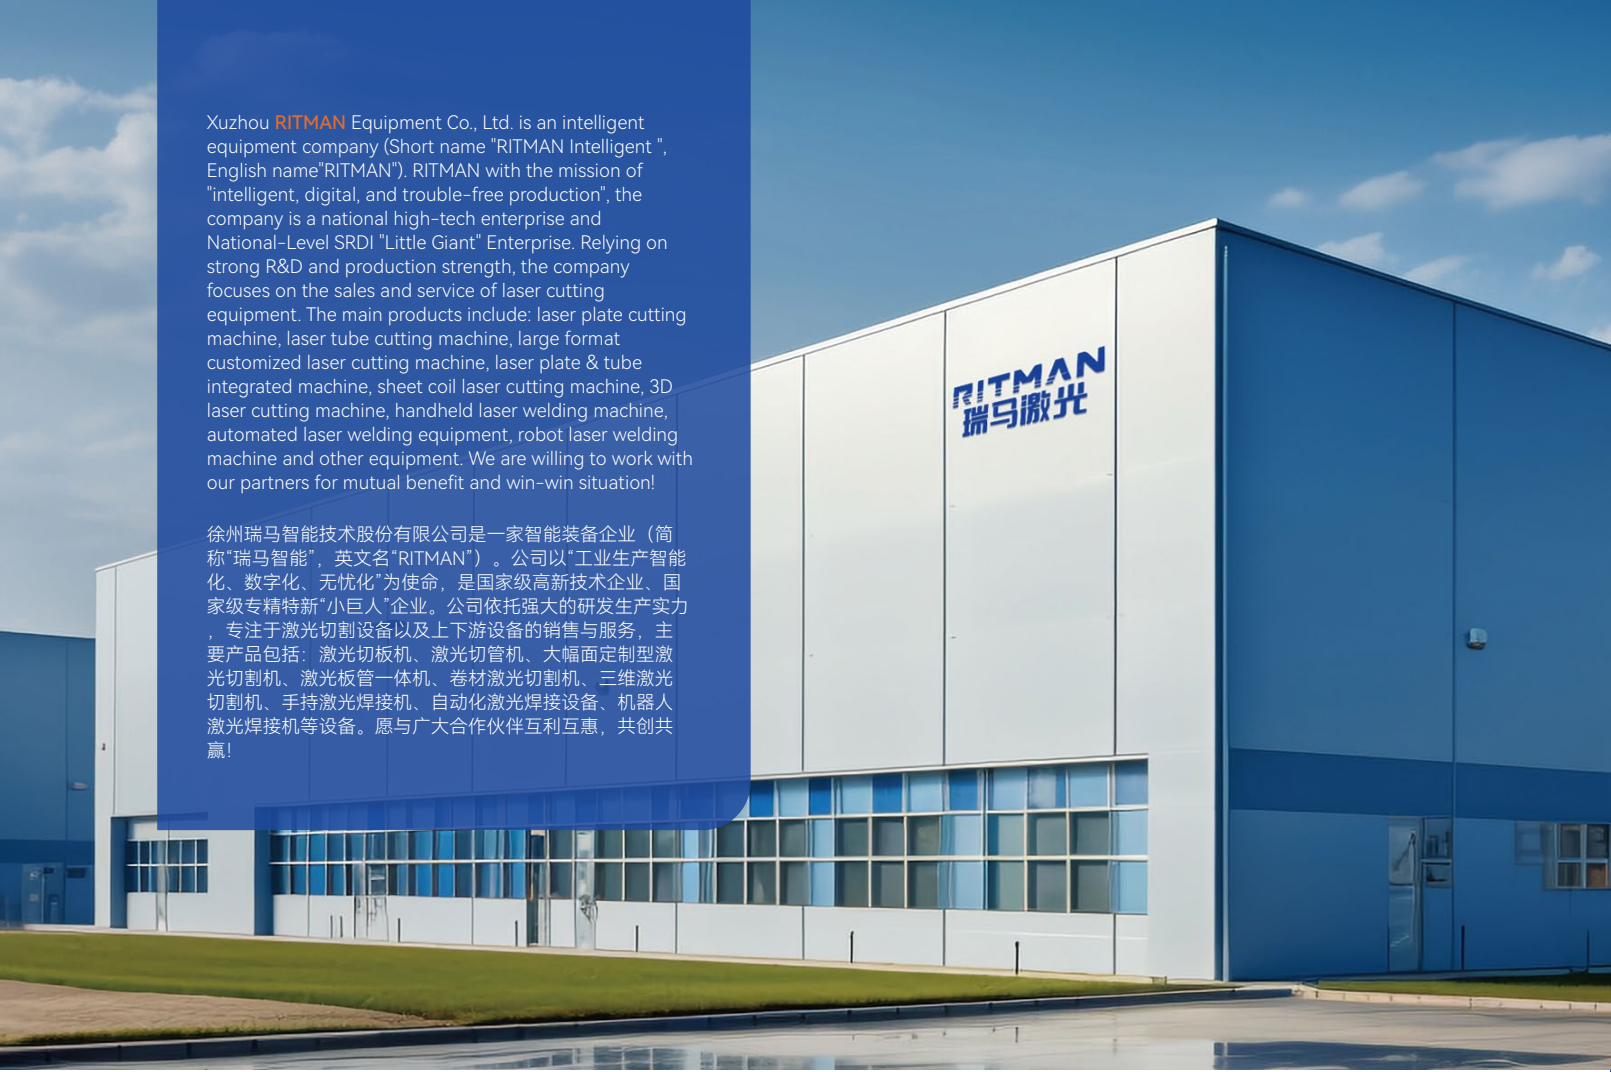 Xuzhou RITMAN Equipment Co., Ltd. is an intelligent
equipment company (Short name "RITMAN Intelligent ",
English name"RITMAN"). RITMAN with the mission of
"intelligent, digital, and trouble-free production", the
company is a national high-tech enterprise and
National-Level SRDI "Little Giant" Enterprise. Relying on
strong R&D and production strength, the company
focuses on the sales and service of laser cutting
equipment. The main products include: laser plate cutting
machine, laser tube cutting machine, large format
customized laser cutting machine, laser plate & tube
integrated machine, sheet coil laser cutting machine, 3D
laser cutting machine, handheld laser welding machine,
automated laser welding equipment, robot laser welding
machine and other equipment. We are willing to work with
our partners for mutual benefit and win-win situation!
徐州瑞马智能技术股份有限公司是一家智能装备企业（简
称“瑞马智能”，英文名“RITMAN”）。公司以“工业生产智能
化、数字化、无忧化”为使命，是国家级高新技术企业、国
家级专精特新“小巨人”企业。公司依托强大的研发生产实力
，专注于激光切割设备以及上下游设备的销售与服务，主
要产品包括：激光切板机、激光切管机、大幅面定制型激
光切割机、激光板管一体机、卷材激光切割机、三维激光
切割机、手持激光焊接机、自动化激光焊接设备、机器人
激光焊接机等设备。愿与广大合作伙伴互利互惠，共创共
赢！
RITMAN
瑞马激光